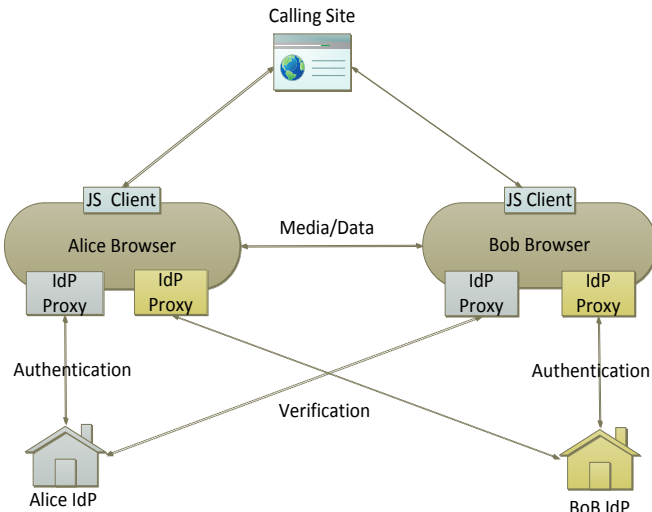 Calling Site
JS Client
JS Client
Media/Data
Alice Browser
Bob Browser
IdP
Proxy
IdP
Proxy
IdP
Proxy
IdP
Proxy
Authentication
Authentication
Verification
Alice IdP
BoB IdP